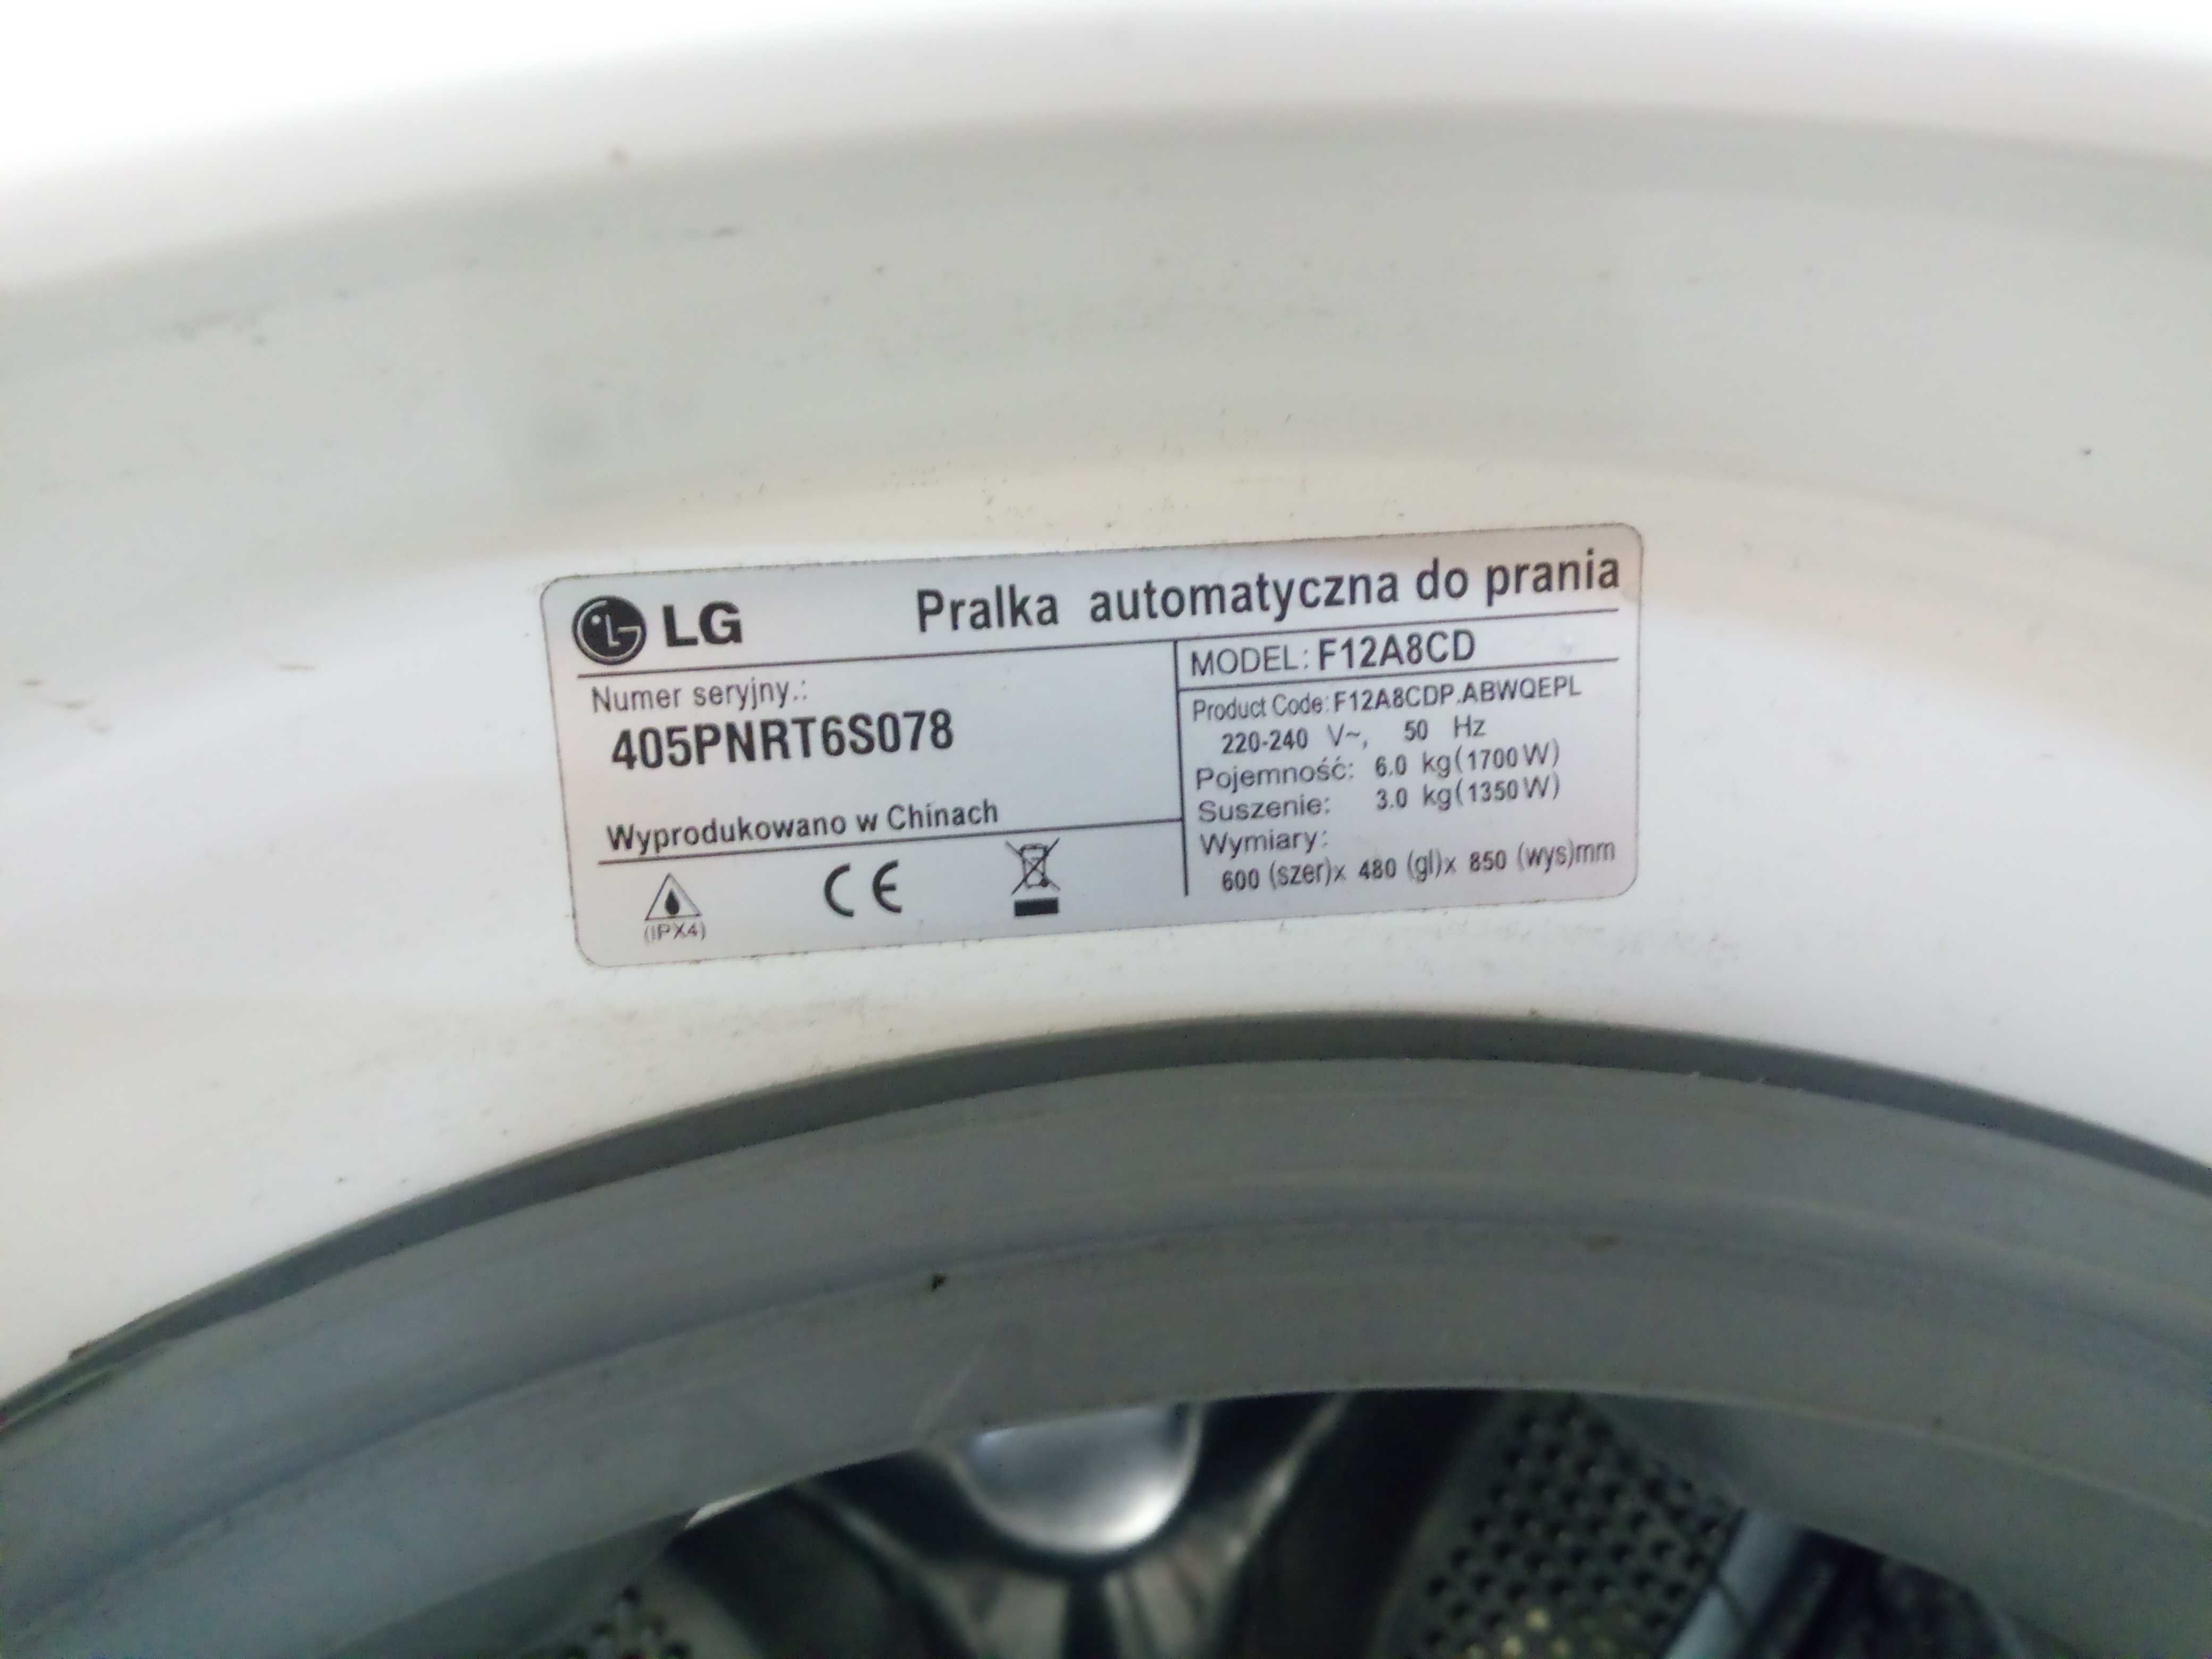 LG Pralka automatyczna do prania
Numer seryjny.:
405PNRT6S078
Wyprodukowano w Chinach
(IPX4)
CE
MODEL: F12A8CD
Product Code: F12A8CDP.ABWQEPL
220-240 V~, 50 Hz
Pojemność: 6.0 kg(1700W)
Suszenie: 3.0 kg(1350W)
Wymiary:
600 (szer)x 480 (gl)x 850 (wys)mm